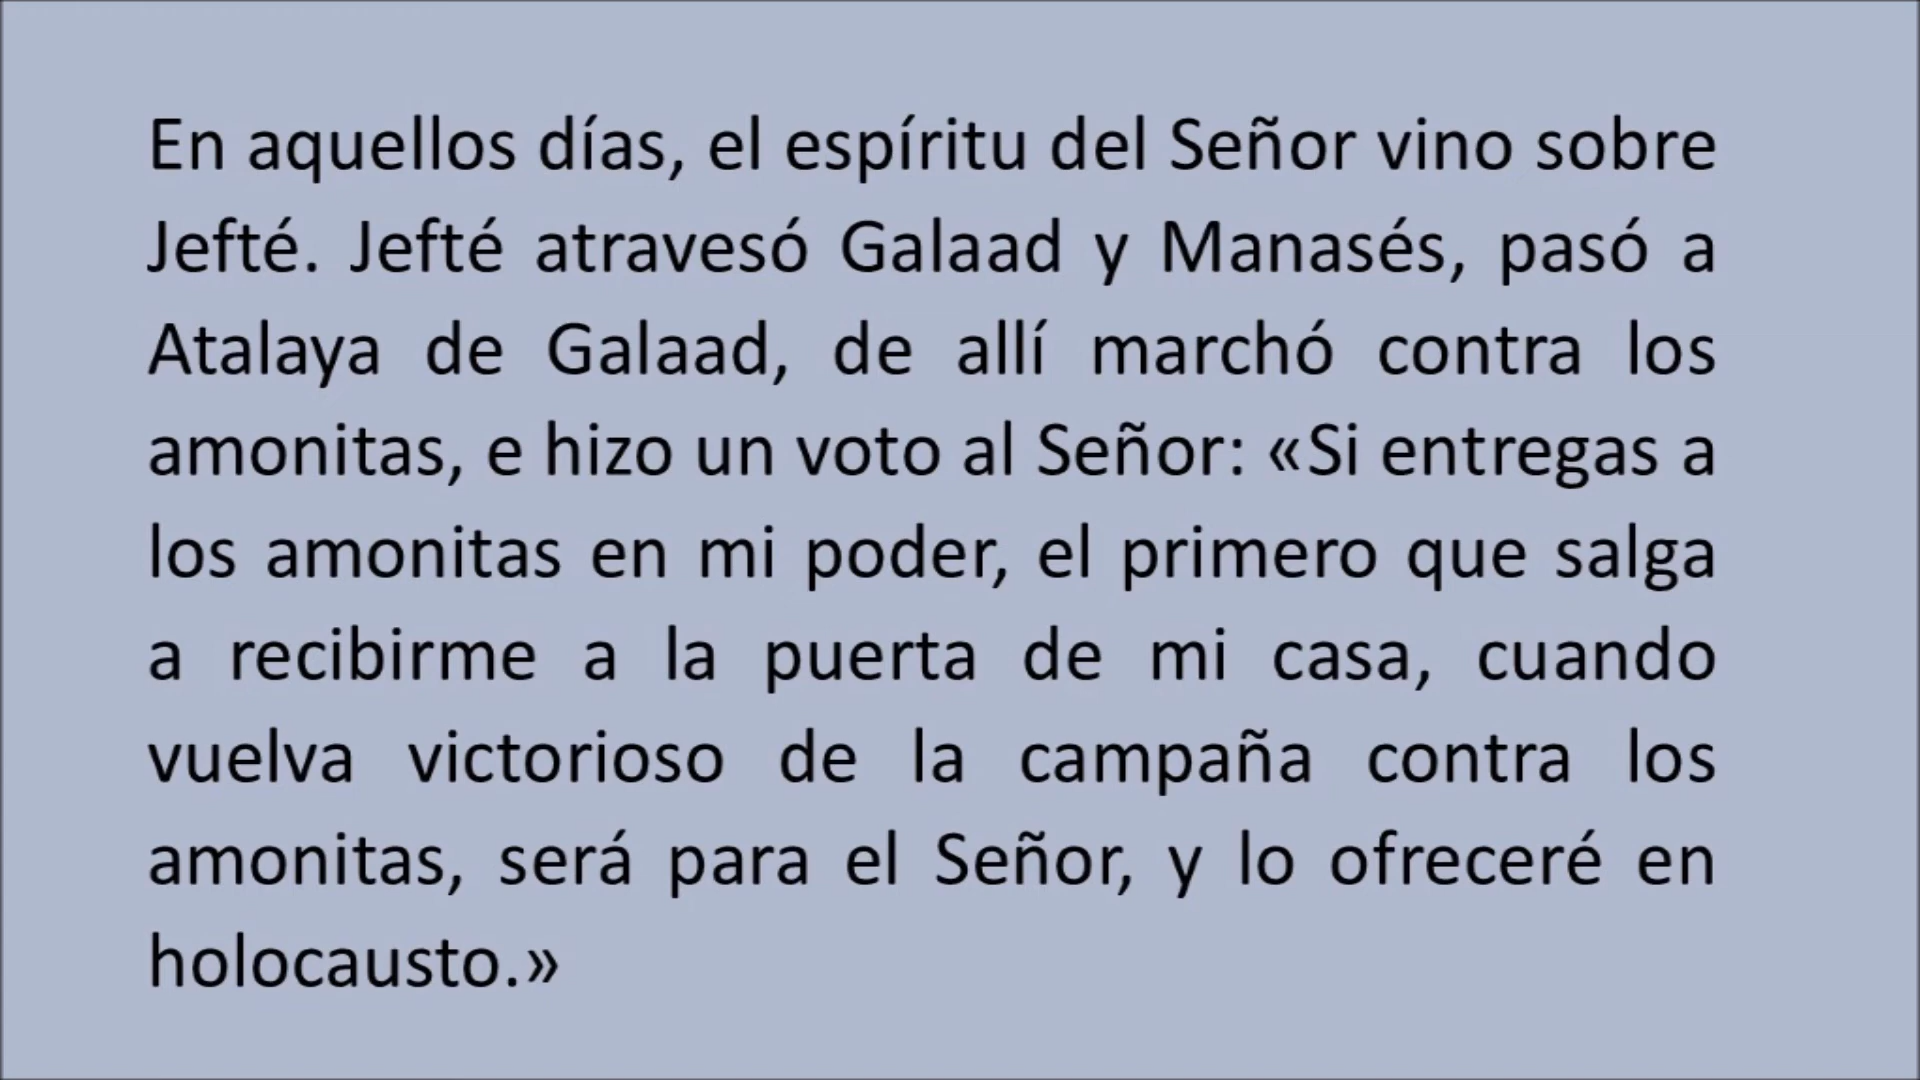 En aquellos días, el espíritu del Señor vino sobre
Jefté. Jefté atravesó Galaad y Manasés, pasó a
Atalaya de Galaad, de allí marchó contra los
amonitas, e hizo un voto al Señor: «Si entregas a
los amonitas en mi poder, el primero que salga
a recibirme a la puerta de mi casa, cuando
vuelva victorioso de la campaña contra los
amonitas, será para el Señor, y lo ofreceré en
holocausto.»